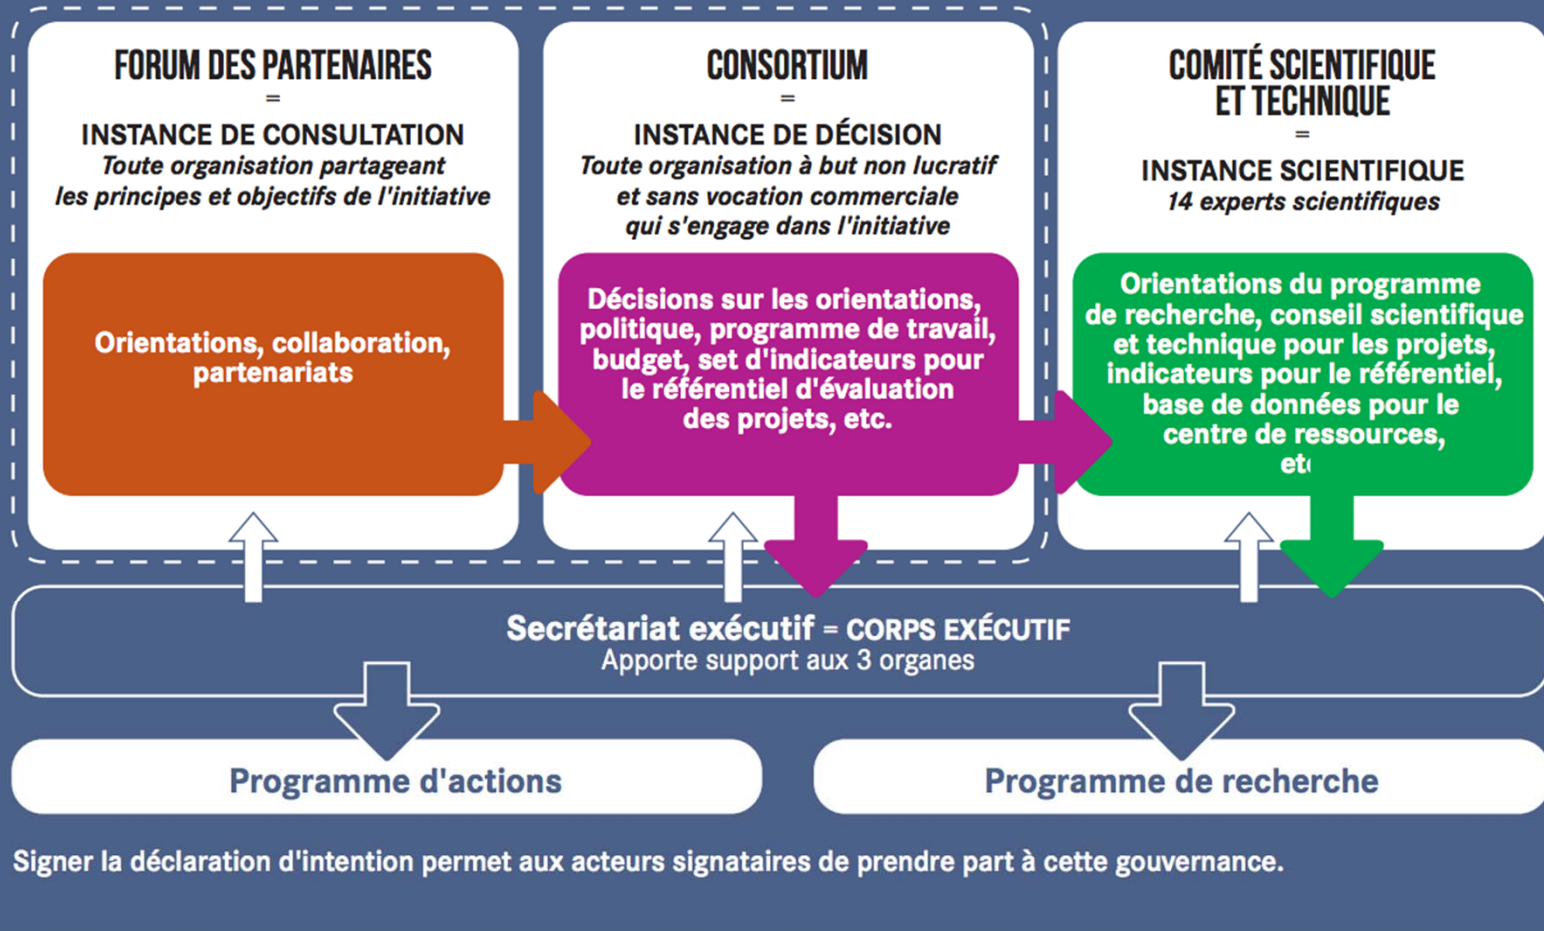 FORUM DES PARTENAIRES
=
INSTANCE DE CONSULTATION
Toute organisation partageant
les principes et objectifs de l'initiative
Orientations, collaboration,
partenariats
CONSORTIUM
=
INSTANCE DE DÉCISION
Toute organisation à but non lucratif
et sans vocation commerciale
qui s'engage dans l'initiative
Décisions sur les orientations,
politique, programme de travail,
budget, set d'indicateurs pour
le référentiel d'évaluation
des projets, etc.
COMITÉ SCIENTIFIQUE
ET TECHNIQUE
=
INSTANCE SCIENTIFIQUE
14 experts scientifiques
Orientations du programme
de recherche, conseil scientifique
et technique pour les projets,
indicateurs pour le référentiel,
base de données pour le
centre de ressources,
etc
Secrétariat exécutif = CORPS EXÉCUTIF
Apporte support aux 3 organes
Programme d'actions
Programme de recherche
Signer la déclaration d'intention permet aux acteurs signataires de prendre part à cette gouvernance.